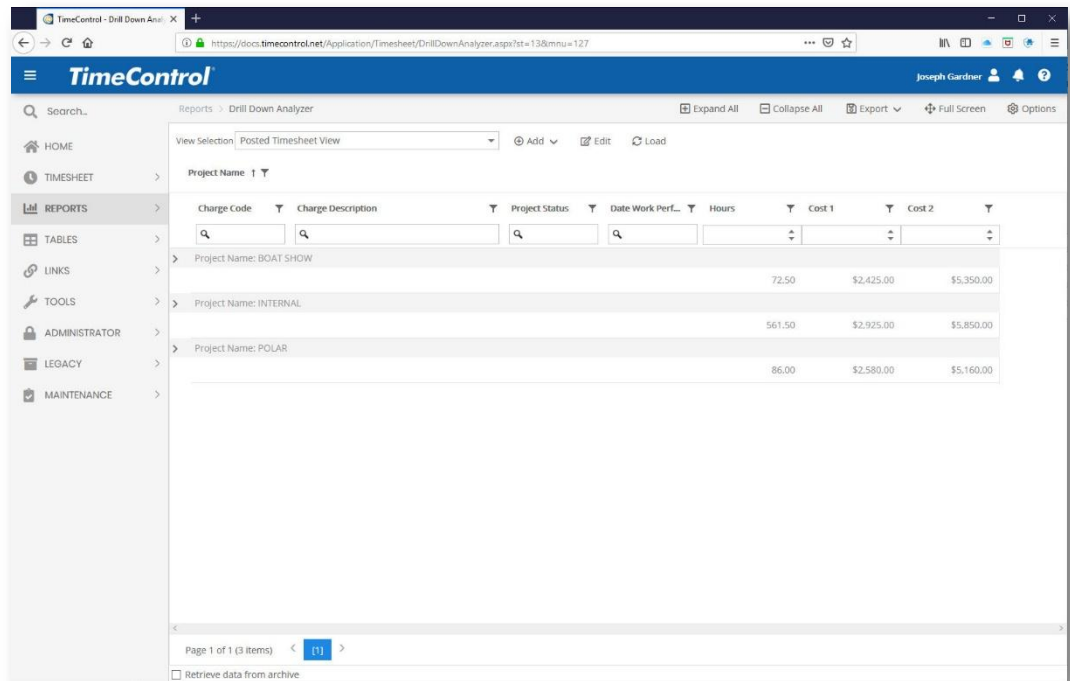 TimeControl - Drill Down Anal
https://docs.timecontrol.net/Application/Timesheet/DrillDownAnalyzer.aspx?st=13&mnu=127
TimeControl
Joseph Gardner
Search...
Reports > Drill Down Analyzer
Expand All
Collapse All
Export
Full Screen
Options
HOME
TIMESHEET
REPORTS
TABLES
LINKS
TOOLS
ADMINISTRATOR
LEGACY
MAINTENANCE
View Selection Posted Timesheet View
Add
Edit
Load
Project Name
Charge Code Charge Description Project Status Date Work Perf... Hours Cost 1 Cost 2
Project Name: BOAT SHOW
72.50 $2,425.00 $5,350.00
Project Name: INTERNAL
561.50 $2,925.00 $5,850.00
Project Name: POLAR
86.00 $2,580.00 $5,160.00
Page 1 of 1 (3 items) [1]
Retrieve data from archive